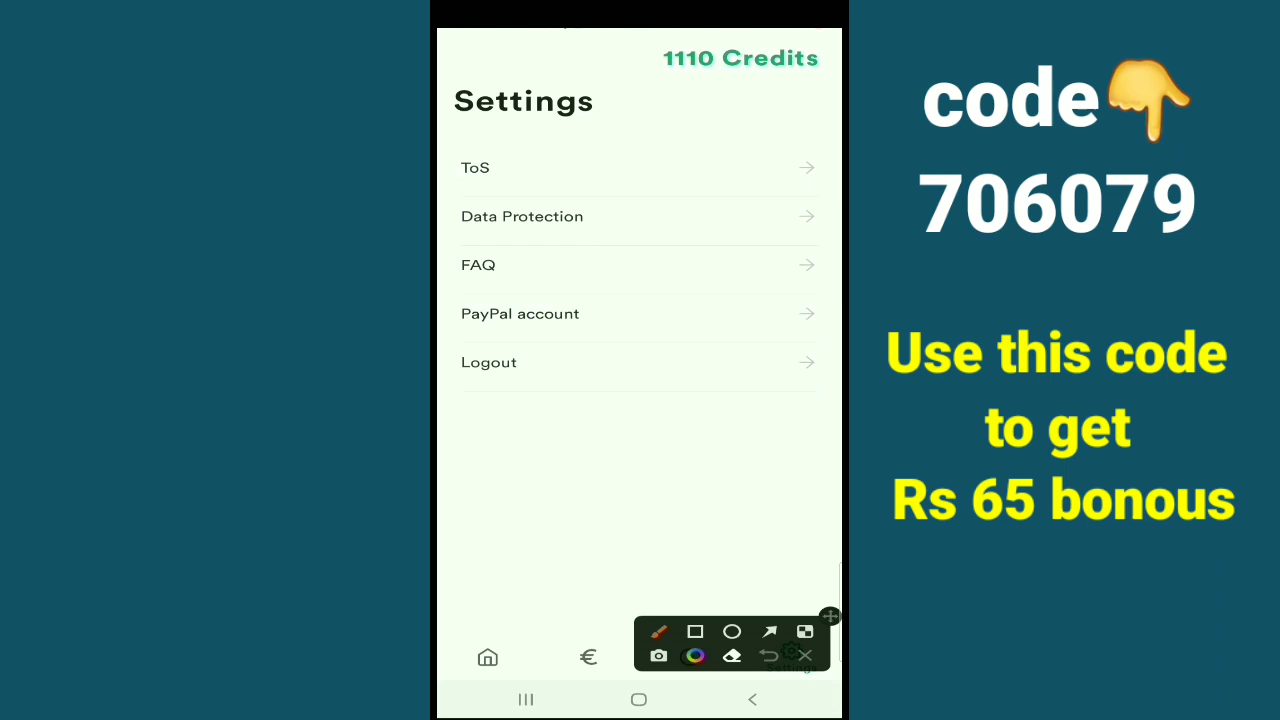 1110 Credits
Settings
ToS
Data Protection
FAQ
PayPal account
Logout
€
Settings
code👇
706079
Use this code
to get
Rs 65 bonous